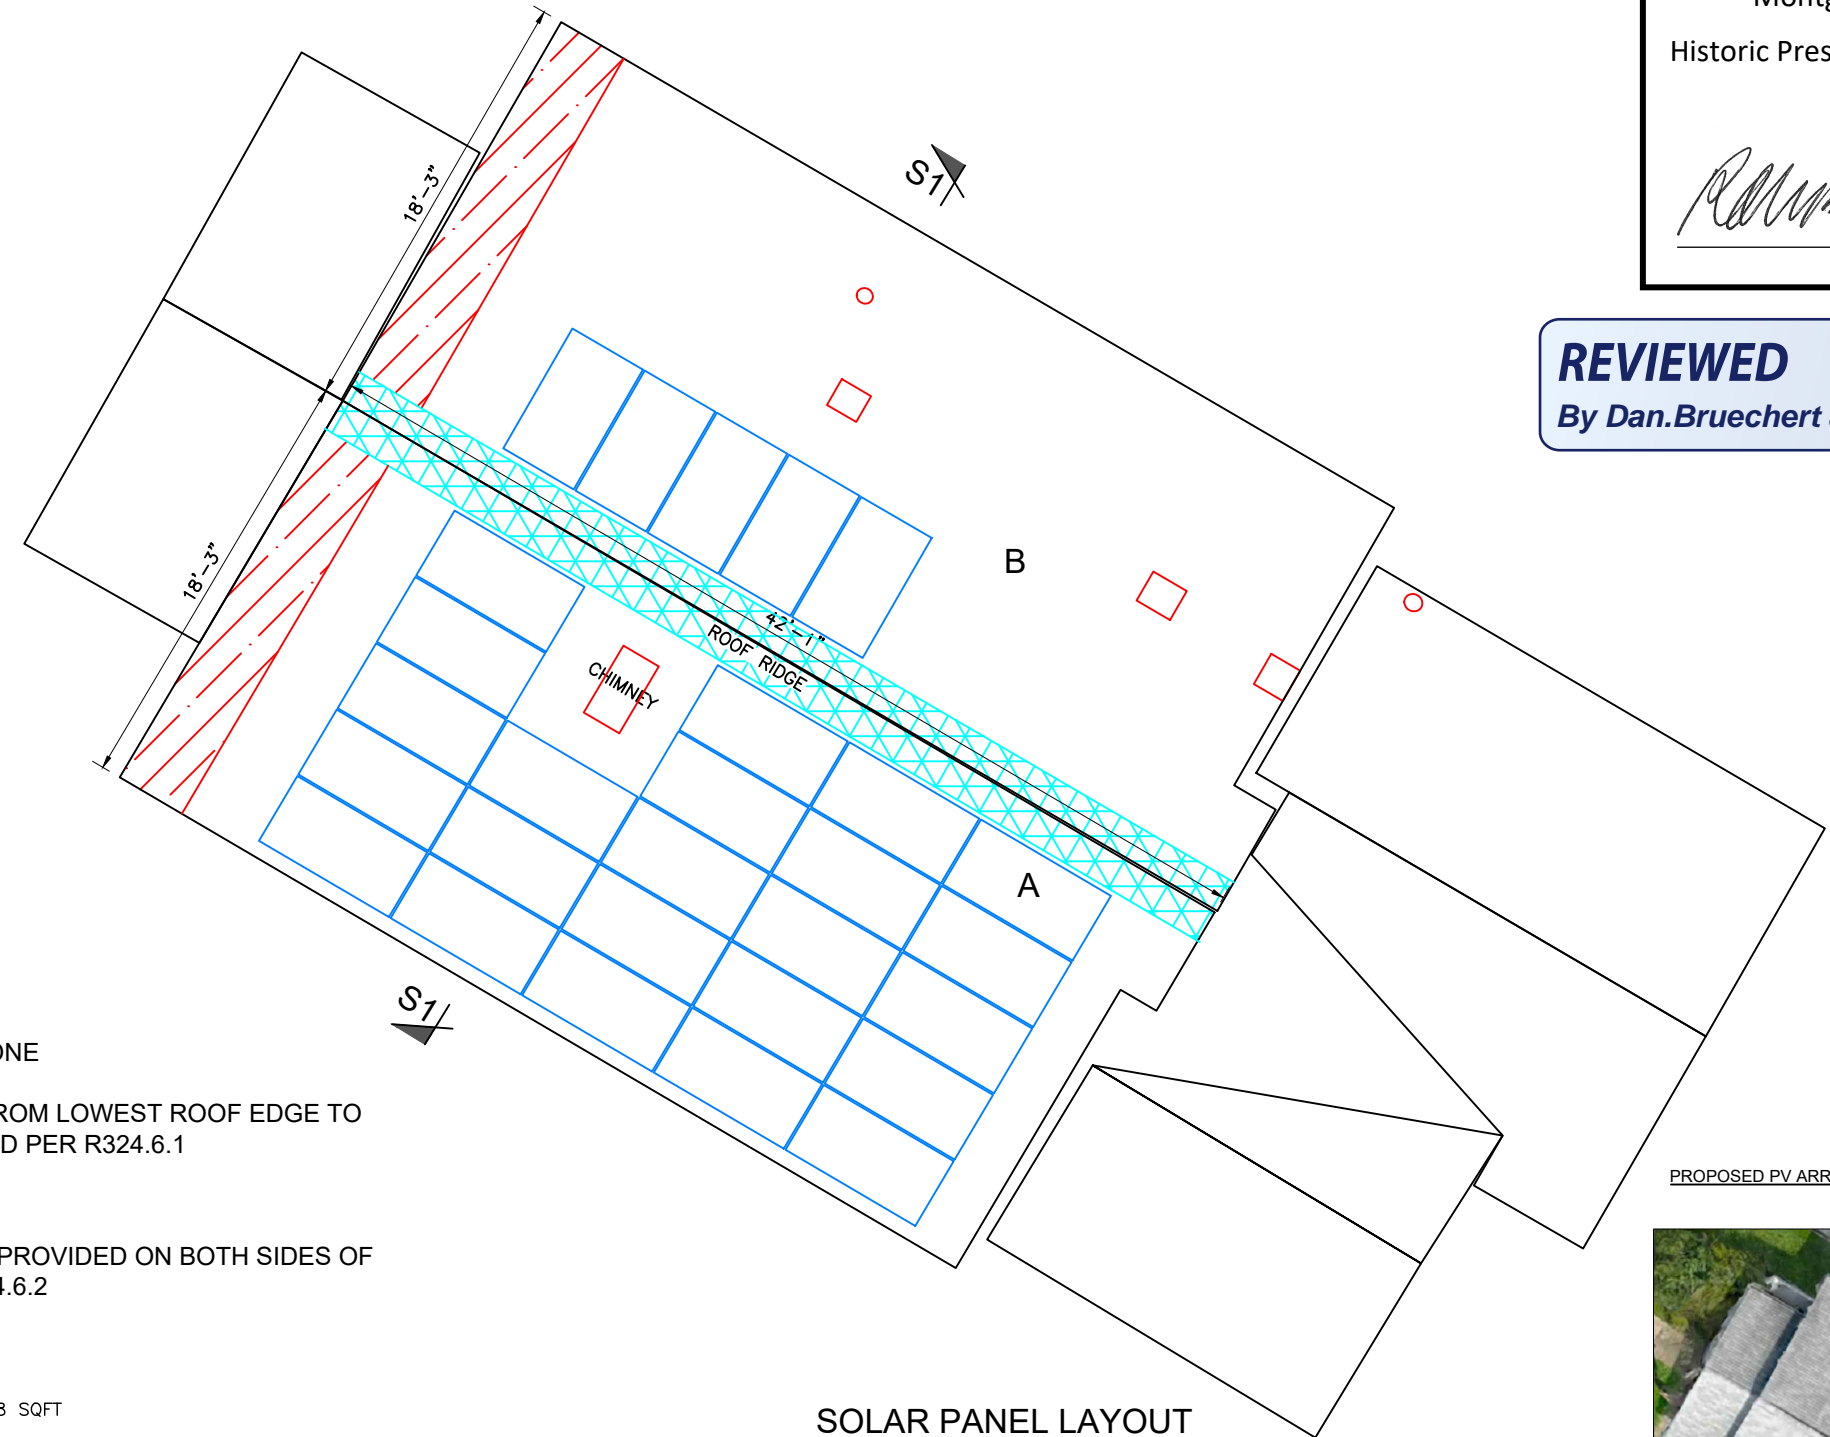 Historic Pres
REVIEWED
By Dan.Bruechert
18'-3"
S1
18'-3"
B
42'-1"
ROOF RIDGE
CHIMNEY
A
S1
ONE
ROM LOWEST ROOF EDGE TO
D PER R324.6.1
PROVIDED ON BOTH SIDES OF
4.6.2
PROPOSED PV ARR
SQFT
SOLAR PANEL LAYOUT